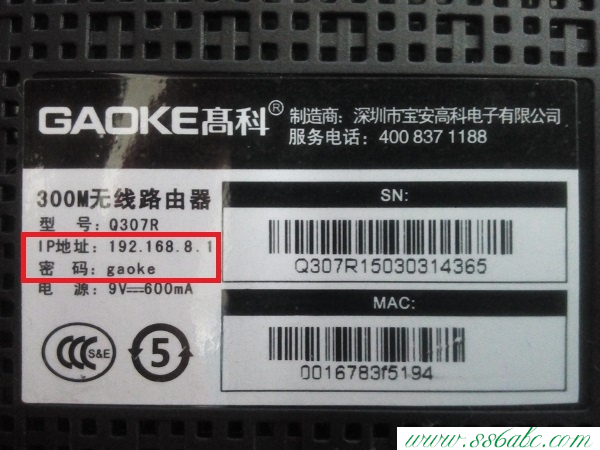 GAOKE高科®
制造商：深圳市宝安高科电子有限公司
服务电话：400 837 1188
300M无线路由器
型 号：Q307R
IP地址：192.168.8.1
密 码：gaoke
电 源：9V⎓600mA
CCC S&E
5
SN:
Q307R15030314365
MAC:
0016783f5194
www.886abc.com